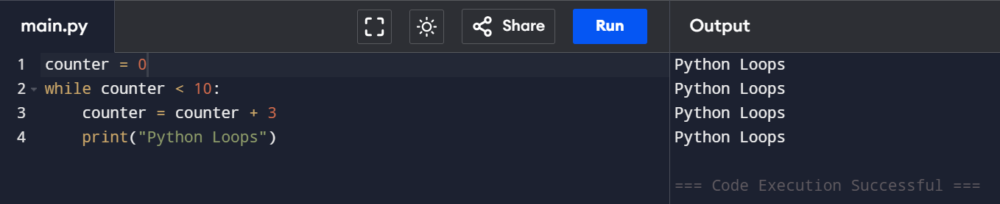 main.py
Share
Run
Output
1 counter = 0
2 while counter < 10:
3     counter = counter + 3
4     print("Python Loops")
Python Loops
Python Loops
Python Loops
Python Loops
=== Code Execution Successful ===